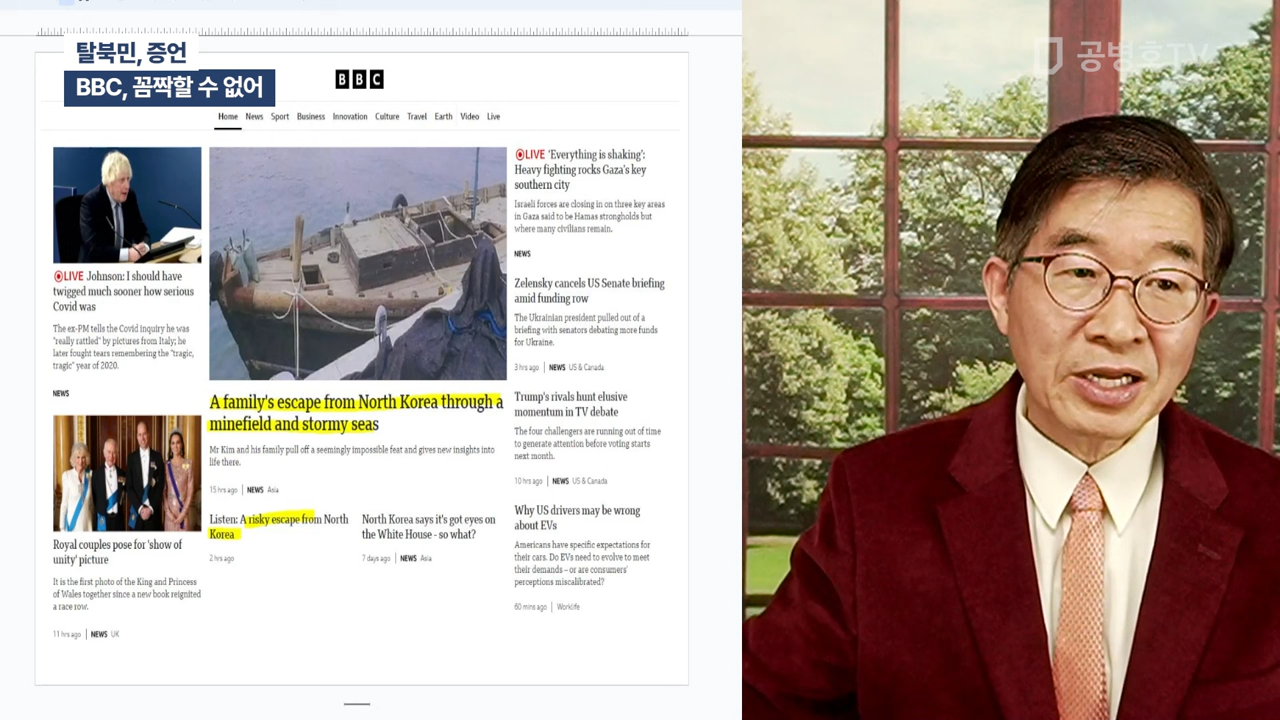 탈북민, 증언
BBC, 꼼짝할 수 없어
BBC
Home News Sport Business Innovation Culture Travel Earth Video Live
LIVE Johnson: I should have
twigged much sooner how serious
Covid was
The ex-PM tells the Covid inquiry he was
"really rattled" by pictures from Italy; he
later fought tears remembering the "tragic,
tragic" year of 2020.
NEWS
Royal couples pose for 'show of
unity' picture
It is the first photo of the King and Princess
of Wales together since a new book reignited
a race row.
11 hrs ago | NEWS UK
A family's escape from North Korea through a
minefield and stormy seas
Mr Kim and his family pull off a seemingly impossible feat and gives new insights into
life there.
15 hrs ago | NEWS Asia
Listen: A risky escape from North
Korea
2 hrs ago
North Korea says it's got eyes on
the White House - so what?
7 days ago | NEWS Asia
LIVE 'Everything is shaking':
Heavy fighting rocks Gaza's key
southern city
Israeli forces are closing in on three key areas
in Gaza said to be Hamas strongholds but
where many civilians remain.
NEWS
Zelensky cancels US Senate briefing
amid funding row
The Ukrainian president pulled out of a
briefing with senators debating more funds
for Ukraine.
3 hrs ago | NEWS US & Canada
Trump's rivals hunt elusive
momentum in TV debate
The four challengers are running out of time
to generate attention before voting starts
next month.
10 hrs ago | NEWS US & Canada
Why US drivers may be wrong
about EVs
Americans have specific expectations for
their cars. Do EVs need to evolve to meet
their demands – or are consumers'
perceptions miscalibrated?
60 mins ago | Worklife
공병호TV